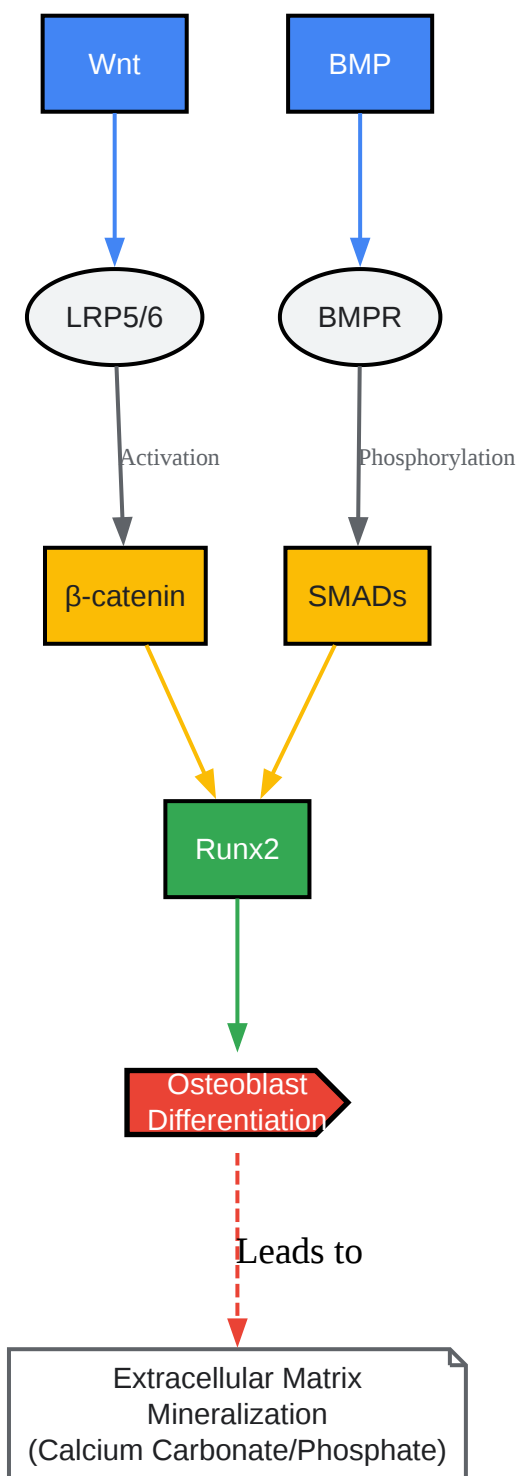 Wnt
BMP
LRP5/6
BMPR
Activation
Phosphorylation
β-catenin
SMADs
Runx2
Osteoblast
Differentiation
Leads to
Extracellular Matrix
Mineralization
(Calcium Carbonate/Phosphate)